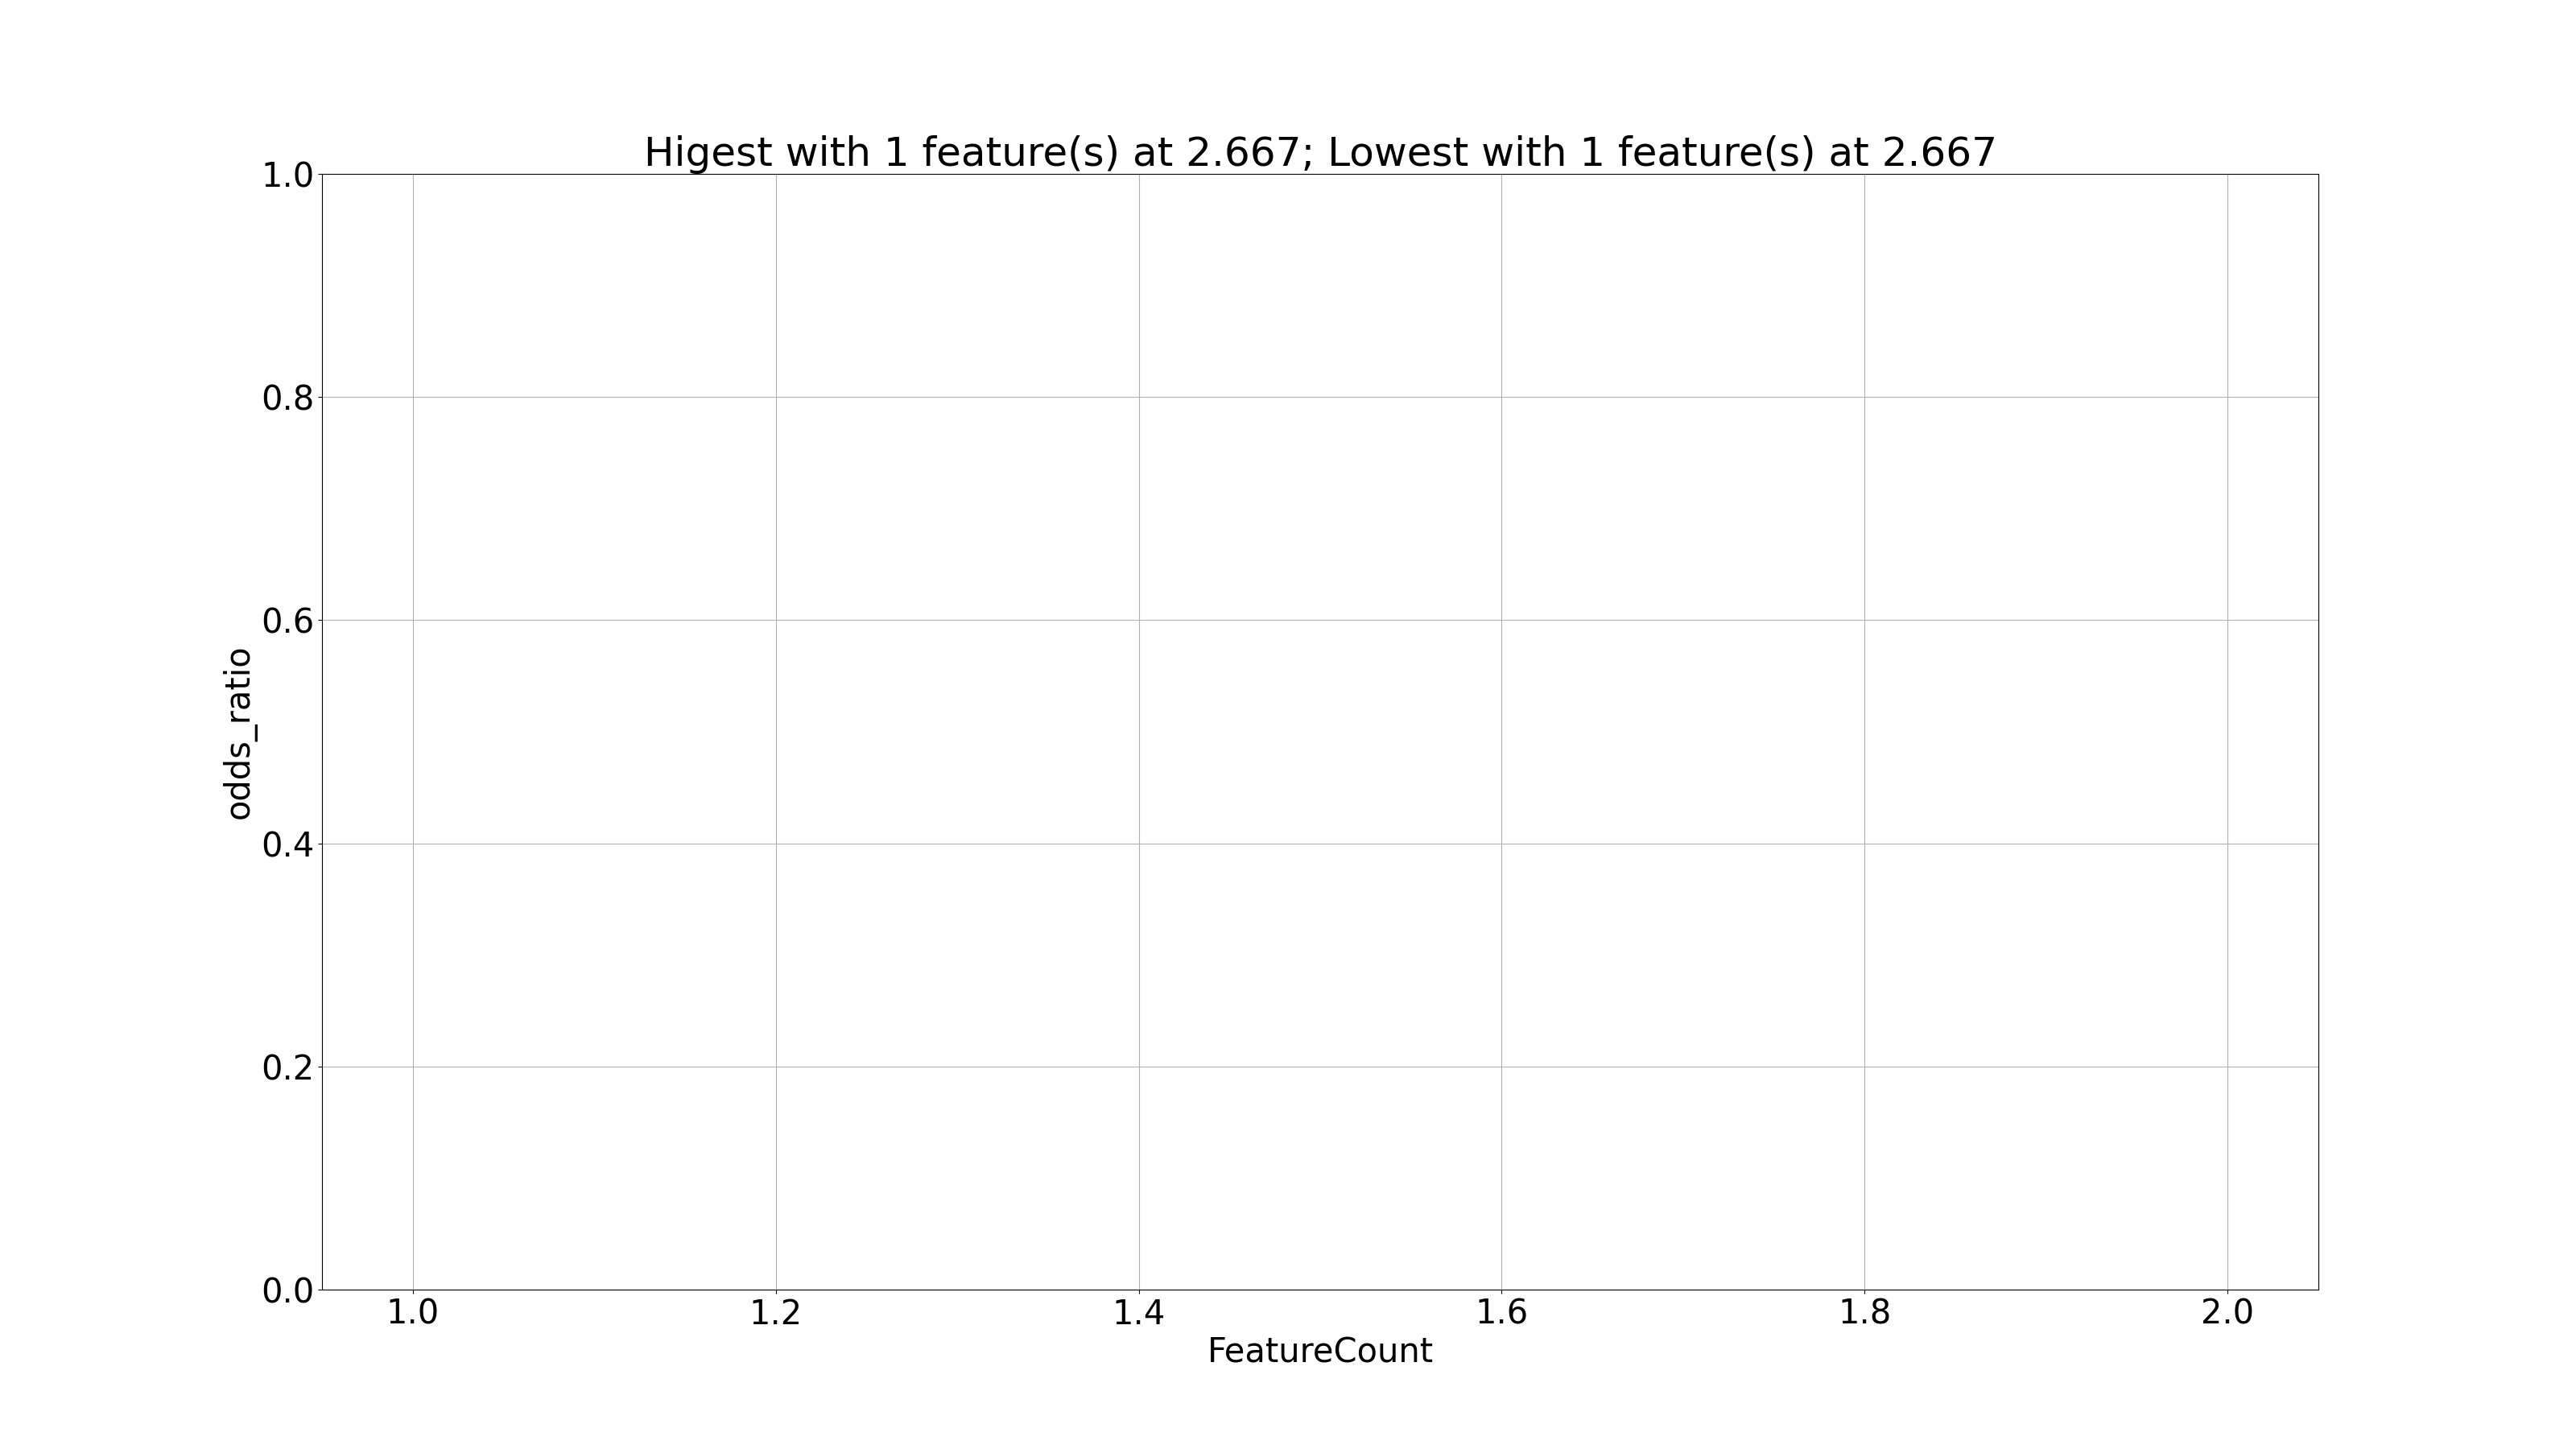 Higest with 1 feature(s) at 2.667; Lowest with 1 feature(s) at 2.667
1.0
0.8
0.6
0.4
0.2
0.0
odds_ratio
1.0 1.2 1.4 1.6 1.8 2.0
FeatureCount